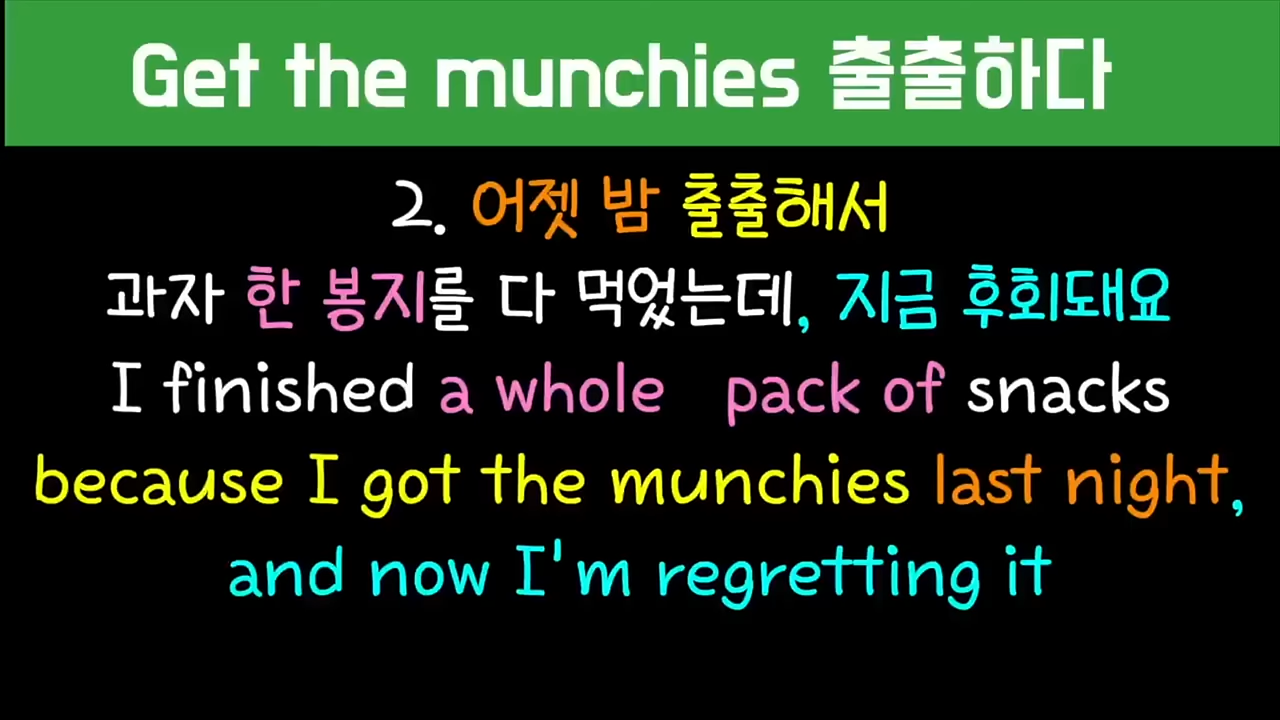 Get the munchies 출출하다
2. 어젯 밤 출출해서
과자 한 봉지를 다 먹었는데, 지금 후회돼요
I finished a whole pack of snacks
because I got the munchies last night,
and now I'm regretting it